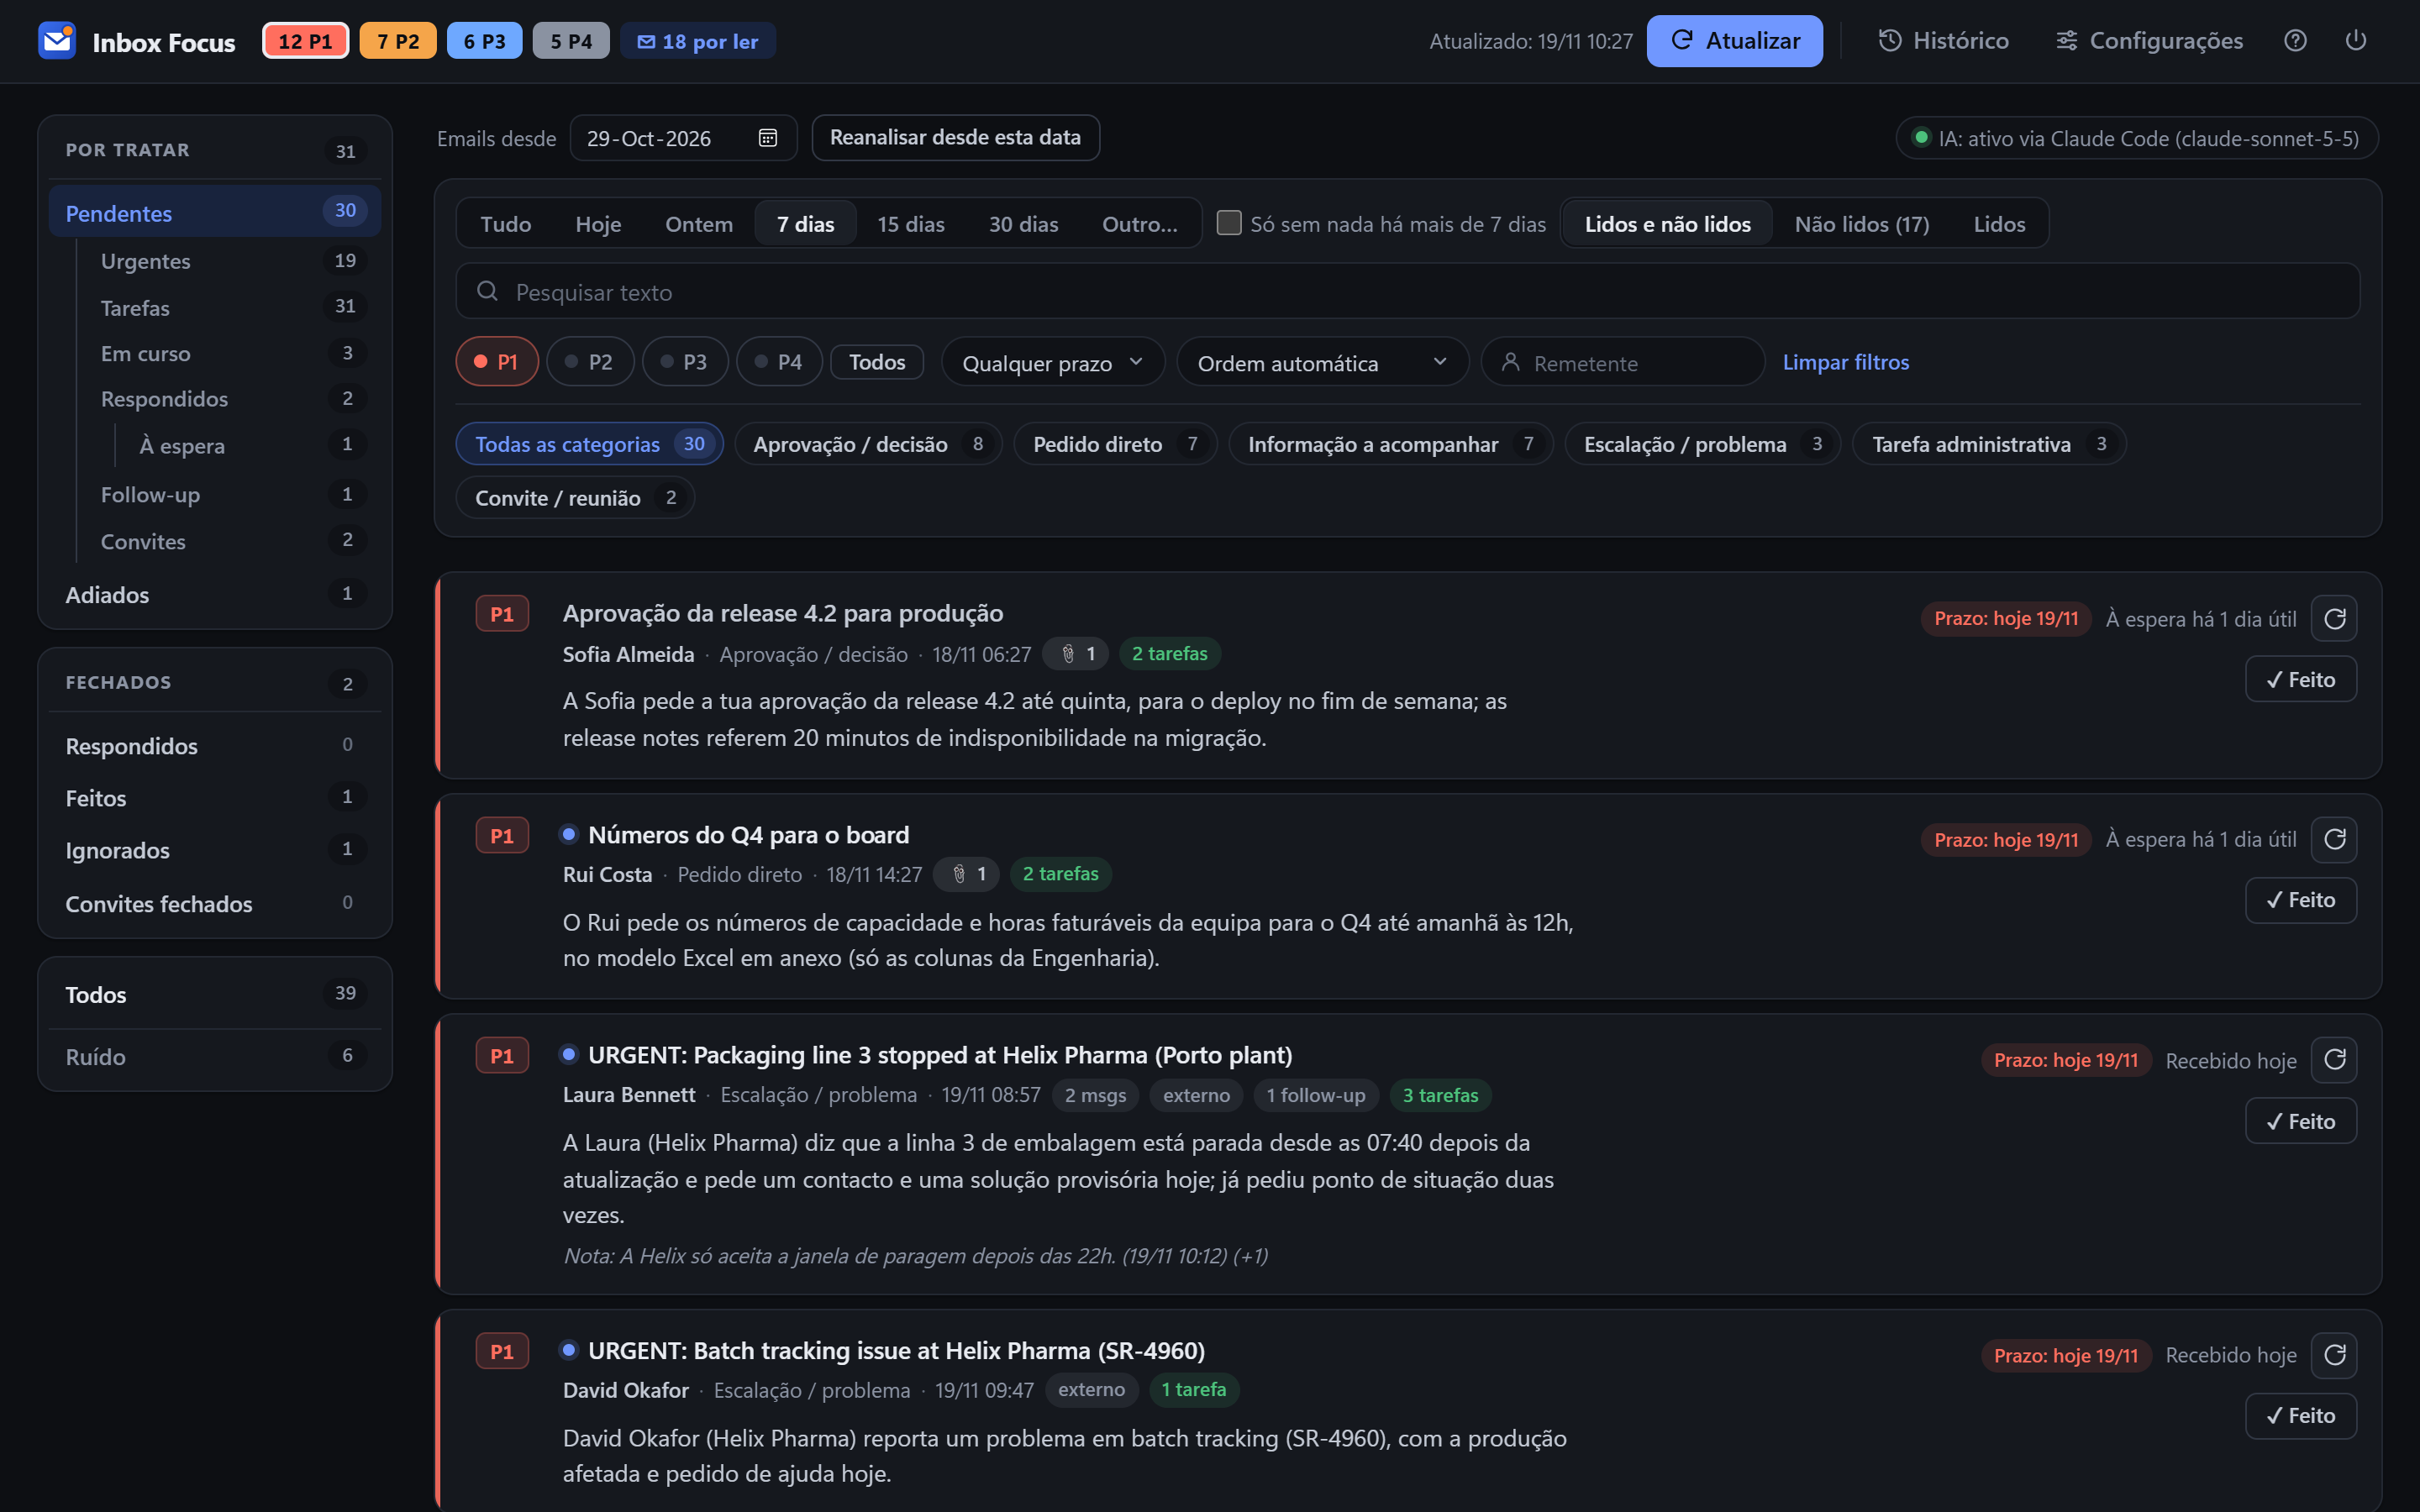 Inbox Focus 12 P1 7 P2 6 P3 5 P4 18 por ler Atualizado: 19/11 10:27 Atualizar Histórico Configurações
POR TRATAR 31
Pendentes 30
Urgentes 19
Tarefas 31
Em curso 3
Respondidos 2
À espera 1
Follow-up 1
Convites 2
Adiados 1
FECHADOS 2
Respondidos 0
Feitos 1
Ignorados 1
Convites fechados 0
Todos 39
Ruído 6
Emails desde 29-Oct-2026 Reanalisar desde esta data IA: ativo via Claude Code (claude-sonnet-5-5)
Tudo Hoje Ontem 7 dias 15 dias 30 dias Outro... Só sem nada há mais de 7 dias Lidos e não lidos Não lidos (17) Lidos
Pesquisar texto
P1 P2 P3 P4 Todos Qualquer prazo Ordem automática Remetente Limpar filtros
Todas as categorias 30 Aprovação / decisão 8 Pedido direto 7 Informação a acompanhar 7 Escalação / problema 3 Tarefa administrativa 3
Convite / reunião 2
P1 Aprovação da release 4.2 para produção Prazo: hoje 19/11 À espera há 1 dia útil
Sofia Almeida · Aprovação / decisão · 18/11 06:27 1 2 tarefas
✓ Feito
A Sofia pede a tua aprovação da release 4.2 até quinta, para o deploy no fim de semana; as
release notes referem 20 minutos de indisponibilidade na migração.
P1 Números do Q4 para o board Prazo: hoje 19/11 À espera há 1 dia útil
Rui Costa · Pedido direto · 18/11 14:27 1 2 tarefas
✓ Feito
O Rui pede os números de capacidade e horas faturáveis da equipa para o Q4 até amanhã às 12h,
no modelo Excel em anexo (só as colunas da Engenharia).
P1 URGENT: Packaging line 3 stopped at Helix Pharma (Porto plant) Prazo: hoje 19/11 Recebido hoje
Laura Bennett · Escalação / problema · 19/11 08:57 2 msgs externo 1 follow-up 3 tarefas
✓ Feito
A Laura (Helix Pharma) diz que a linha 3 de embalagem está parada desde as 07:40 depois da
atualização e pede um contacto e uma solução provisória hoje; já pediu ponto de situação duas
vezes.
Nota: A Helix só aceita a janela de paragem depois das 22h. (19/11 10:12) (+1)
P1 URGENT: Batch tracking issue at Helix Pharma (SR-4960) Prazo: hoje 19/11 Recebido hoje
David Okafor · Escalação / problema · 19/11 09:47 externo 1 tarefa
✓ Feito
David Okafor (Helix Pharma) reporta um problema em batch tracking (SR-4960), com a produção
afetada e pedido de ajuda hoje.